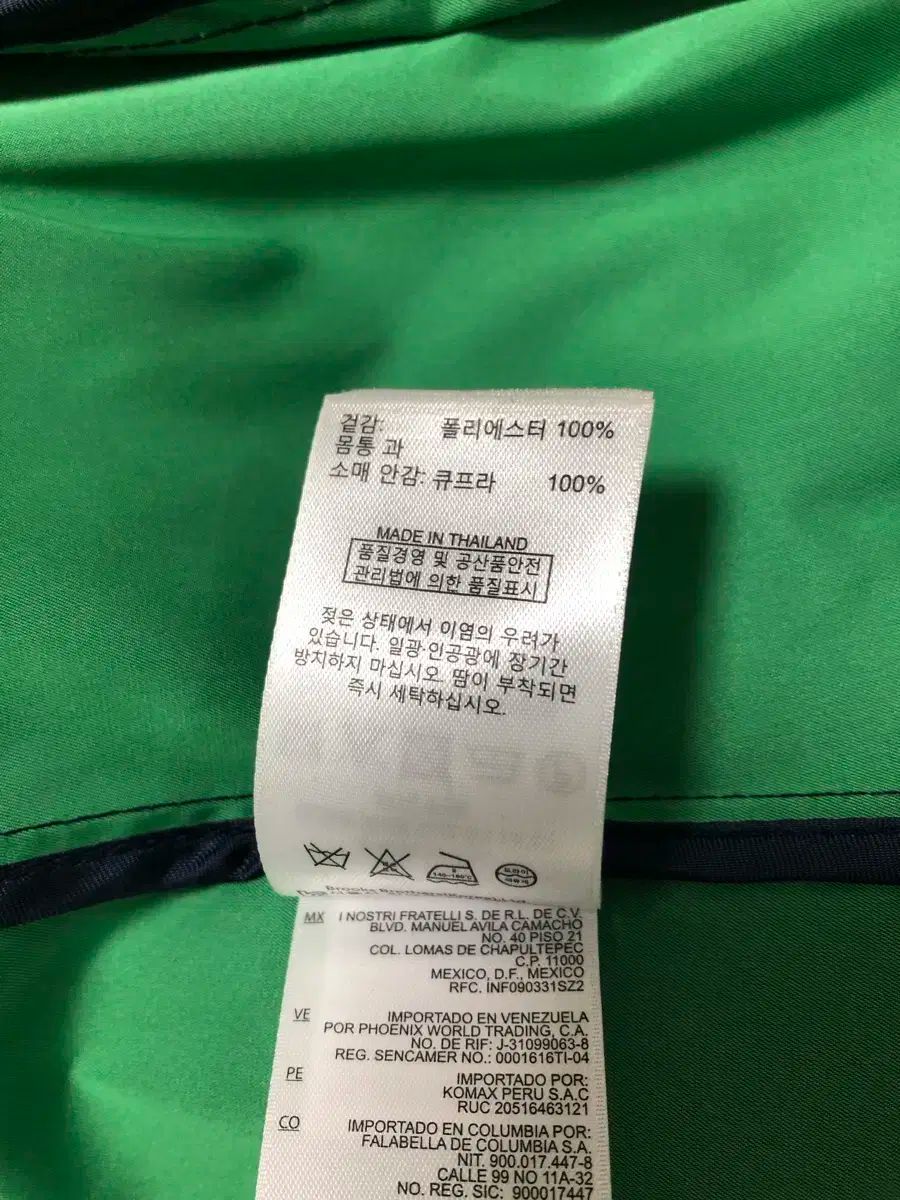 겉감: 폴리에스터 100%
몸통 과
소매 안감: 큐프라 100%
MADE IN THAILAND
품질경영 및 공산품안전
관리법에 의한 품질표시
젖은 상태에서 이염의 우려가
있습니다. 일광·인공광에 장기간
방치하지 마십시오. 땀이 부착되면
즉시 세탁하십시오.
140~160°C
드라이
Brooks Brothers
MX I NOSTRI FRATELLI S. DE R.L. DE C.V.
BLVD. MANUEL AVILA CAMACHO
NO. 40 PISO 21
COL. LOMAS DE CHAPULTEPEC
C.P. 11000
MEXICO, D.F., MEXICO
RFC. INF090331SZ2
VE IMPORTADO EN VENEZUELA
POR PHOENIX WORLD TRADING, C.A.
NO. DE RIF: J-31099063-8
REG. SENCAMER NO.: 0001616TI-04
PE IMPORTADO POR:
KOMAX PERU S.A.C
RUC 20516463121
CO IMPORTADO EN COLUMBIA POR:
FALABELLA DE COLUMBIA S.A.
NIT. 900.017.447-8
CALLE 99 NO 11A-32
NO. REG. SIC: 900017447